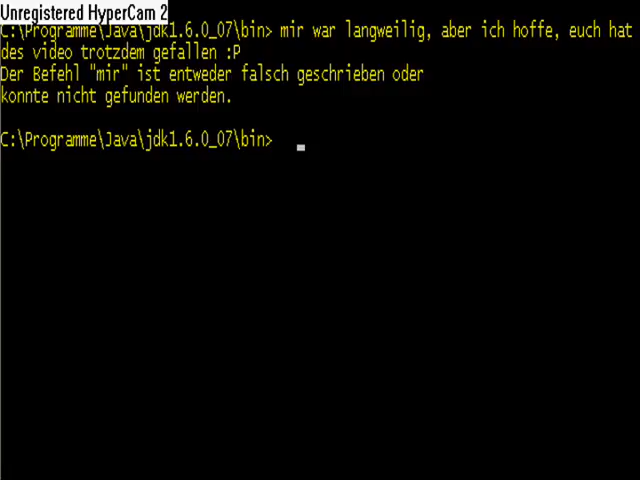 Unregistered HyperCam 2
C:\Programme\Java\jdk1.6.0_07\bin> mir war langweilig, aber ich hoffe, euch hat
des video trotzdem gefallen :P
Der Befehl "mir" ist entweder falsch geschrieben oder
konnte nicht gefunden werden.
C:\Programme\Java\jdk1.6.0_07\bin>